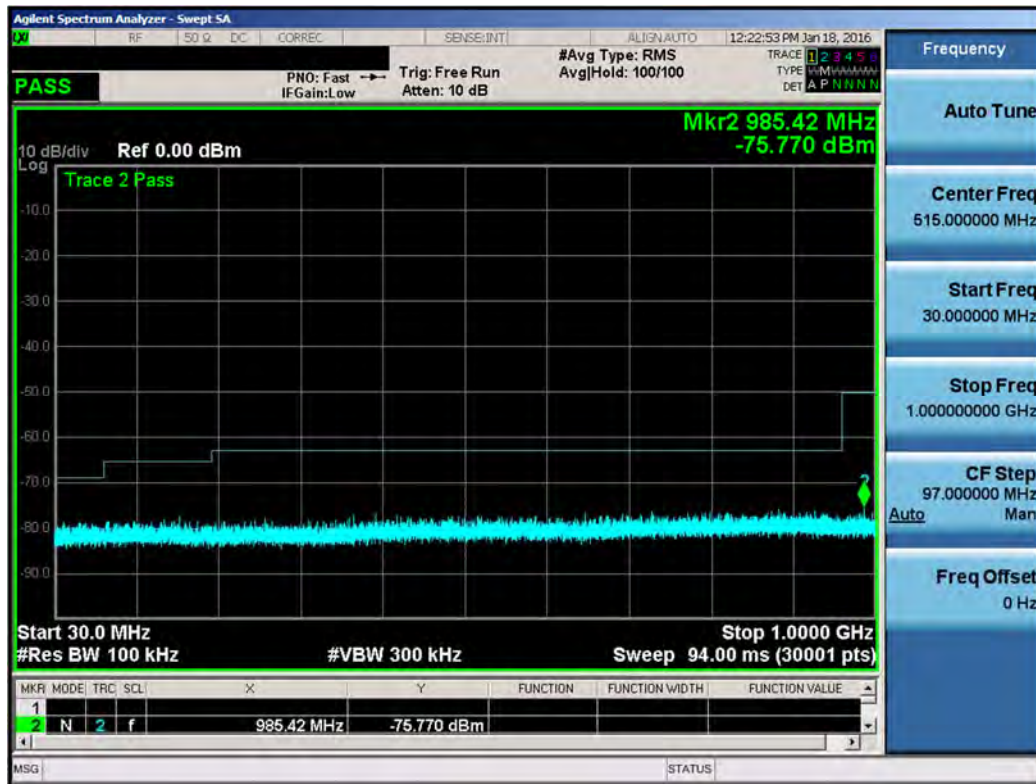 Agilent Spectrum Analyzer - Swept SA
RF 50 Ω DC CORREC SENSE:INT ALIGN AUTO 12:22:53 PM Jan 18, 2016
PASS
PNO: Fast
IFGain:Low
Trig: Free Run
Atten: 10 dB
#Avg Type: RMS
Avg|Hold: 100/100
TRACE 1 2 3 4 5 6
TYPE
DET A P N N N N
Mkr2 985.42 MHz
-75.770 dBm
10 dB/div Ref 0.00 dBm
Log
Trace 2 Pass
-10.0
-20.0
-30.0
-40.0
-50.0
-60.0
-70.0
-80.0
-90.0
2
Start 30.0 MHz Stop 1.0000 GHz
#Res BW 100 kHz #VBW 300 kHz Sweep 94.00 ms (30001 pts)
MKR MODE TRC SCL X Y FUNCTION FUNCTION WIDTH FUNCTION VALUE
1
2 N 2 f 985.42 MHz -75.770 dBm
MSG STATUS
Frequency
Auto Tune
Center Freq
515.000000 MHz
Start Freq
30.000000 MHz
Stop Freq
1.000000000 GHz
CF Step
97.000000 MHz
Auto Man
Freq Offset
0 Hz